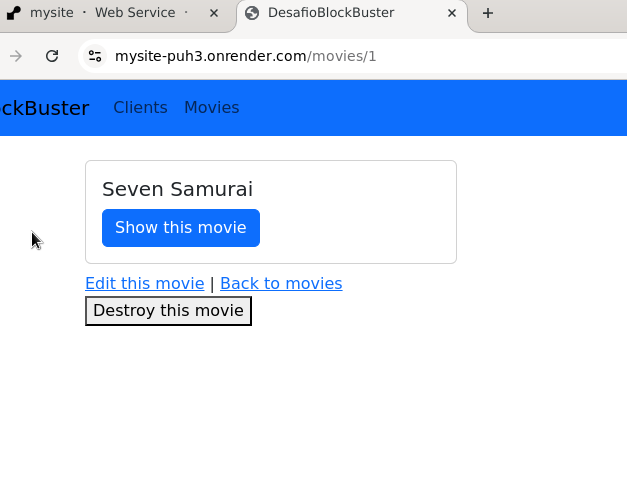 mysite · Web Service ·
DesafioBlockBuster
mysite-puh3.onrender.com/movies/1
ockBuster Clients Movies
Seven Samurai
Show this movie
Edit this movie | Back to movies
Destroy this movie